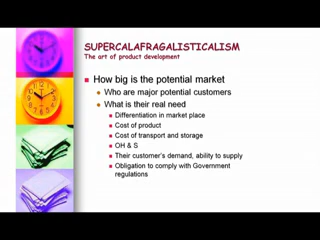 SUPERCALAFRAGALISTICALISM
The art of product development
How big is the potential market
Who are major potential customers
What is their real need
Differentiation in market place
Cost of product
Cost of transport and storage
OH & S
Their customer's demand, ability to supply
Obligation to comply with Government
regulations